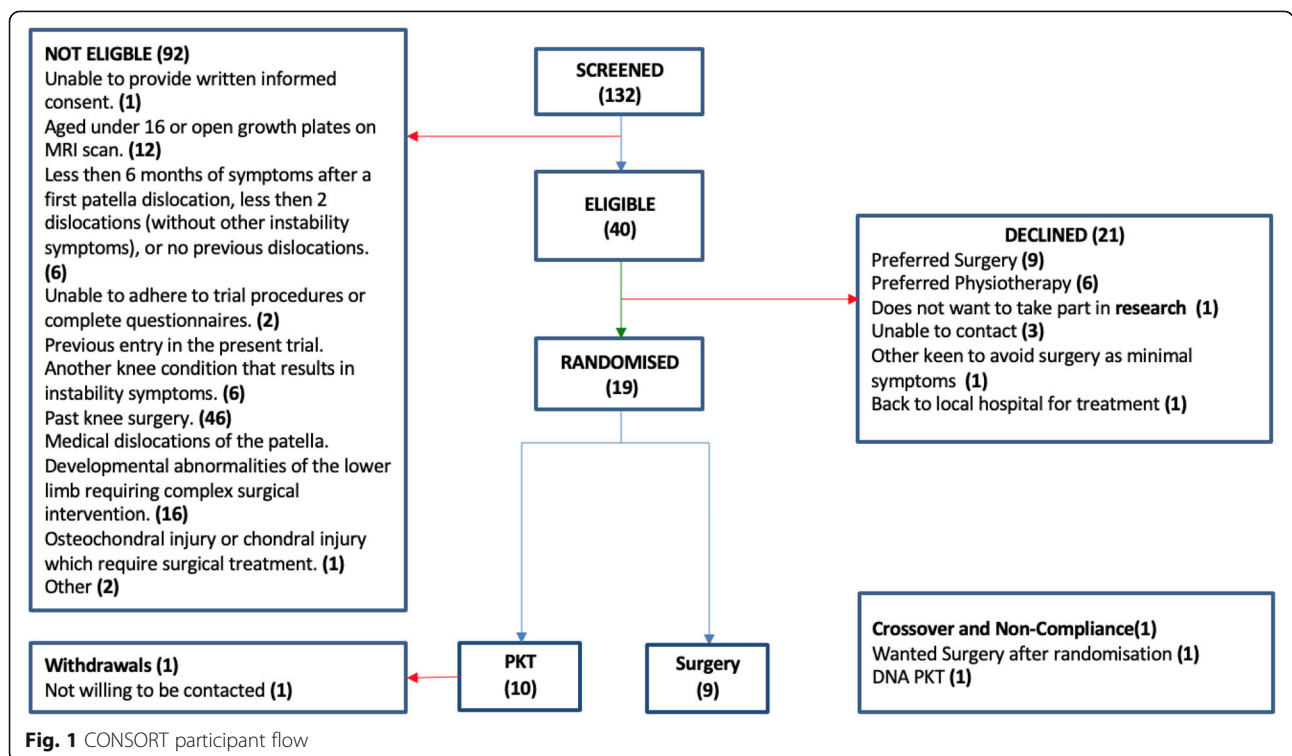 NOT ELIGBLE (92)
Unable to provide written informed
consent. (1)
Aged under 16 or open growth plates on
MRI scan. (12)
Less then 6 months of symptoms after a
first patella dislocation, less then 2
dislocations (without other instability
symptoms), or no previous dislocations.
(6)
Unable to adhere to trial procedures or
complete questionnaires. (2)
Previous entry in the present trial.
Another knee condition that results in
instability symptoms. (6)
Past knee surgery. (46)
Medical dislocations of the patella.
Developmental abnormalities of the lower
limb requiring complex surgical
intervention. (16)
Osteochondral injury or chondral injury
which require surgical treatment. (1)
Other (2)
SCREENED
(132)
ELIGIBLE
(40)
DECLINED (21)
Preferred Surgery (9)
Preferred Physiotherapy (6)
Does not want to take part in research (1)
Unable to contact (3)
Other keen to avoid surgery as minimal
symptoms (1)
Back to local hospital for treatment (1)
RANDOMISED
(19)
Withdrawals (1)
Not willing to be contacted (1)
PKT
(10)
Surgery
(9)
Crossover and Non-Compliance(1)
Wanted Surgery after randomisation (1)
DNA PKT (1)
Fig. 1 CONSORT participant flow